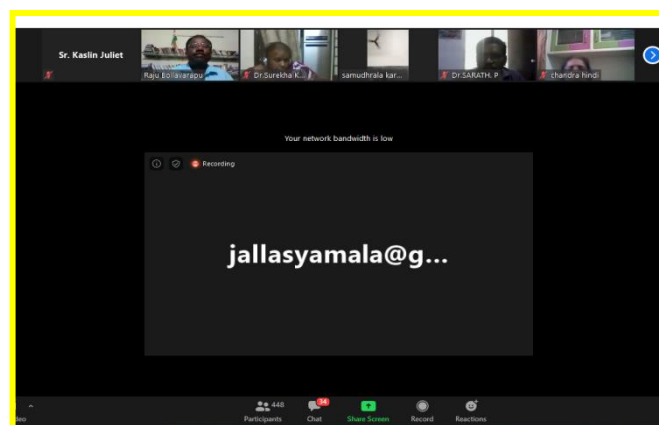 Sr. Kaslin Juliet
Raju Bollavarapu
Dr.Surekha K...
samudhrala kar...
Dr.SARATH. P
chandra hindi
Your network bandwidth is low
Recording
jallasyamala@g...
448
34
Participants
Chat
Share Screen
Record
Reactions